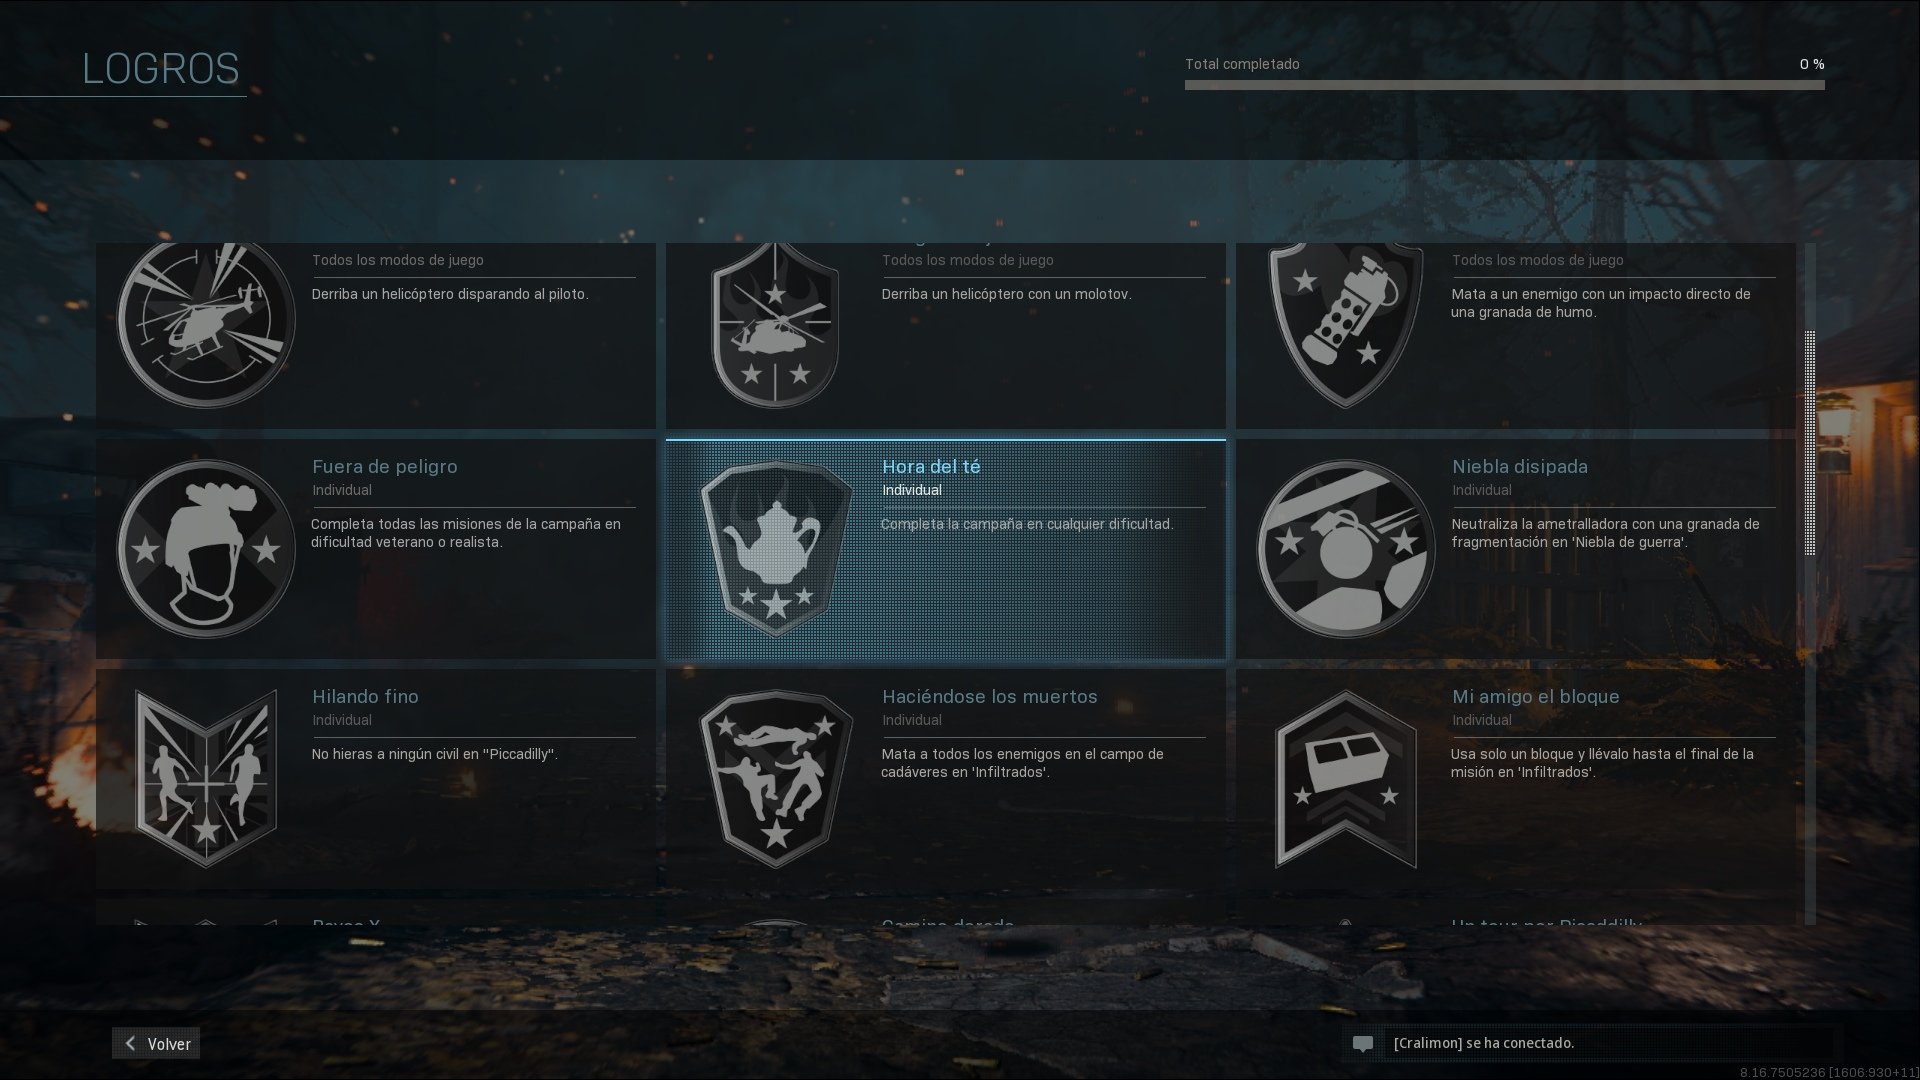 LOGROS
Total completado
0 %
Todos los modos de juego
Derriba un helicóptero disparando al piloto.
Todos los modos de juego
Derriba un helicóptero con un molotov.
Todos los modos de juego
Mata a un enemigo con un impacto directo de
una granada de humo.
Fuera de peligro
Individual
Completa todas las misiones de la campaña en
dificultad veterano o realista.
Hora del té
Individual
Completa la campaña en cualquier dificultad.
Niebla disipada
Individual
Neutraliza la ametralladora con una granada de
fragmentación en 'Niebla de guerra'.
Hilando fino
Individual
No hieras a ningún civil en "Piccadilly".
Haciéndose los muertos
Individual
Mata a todos los enemigos en el campo de
cadáveres en 'Infiltrados'.
Mi amigo el bloque
Individual
Usa solo un bloque y llévalo hasta el final de la
misión en 'Infiltrados'.
Rayos X
Camino dorado
Un tour por Piccadilly
Volver
[Cralimon] se ha conectado.
8.16.7505236 [1606:930+11]